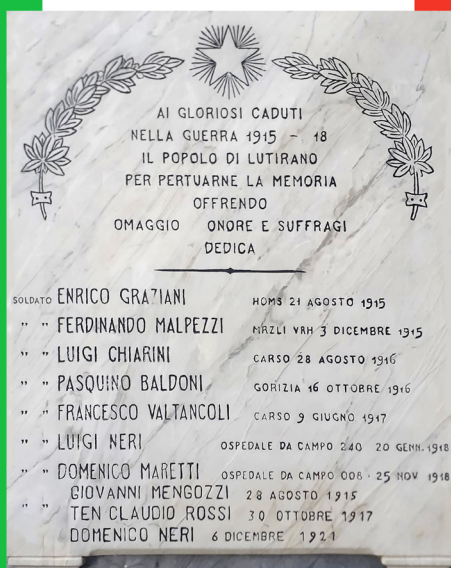 AI GLORIOSI CADUTI
NELLA GUERRA 1915 - 18
IL POPOLO DI LUTIRANO
PER PERTUARNE LA MEMORIA
OFFRENDO
OMAGGIO ONORE E SUFFRAGI
DEDICA
SOLDATO ENRICO GRAZIANI HOMS 21 AGOSTO 1915
" " FERDINANDO MALPEZZI MRZLI VRH 3 DICEMBRE 1915
" " LUIGI CHIARINI CARSO 28 AGOSTO 1916
" " PASQUINO BALDONI GORIZIA 16 OTTOBRE 1916
" " FRANCESCO VALTANCOLI CARSO 9 GIUGNO 1917
" " LUIGI NERI OSPEDALE DA CAMPO 240 20 GENN. 1918
" " DOMENICO MARETTI OSPEDALE DA CAMPO 008 · 25 NOV 1918
GIOVANNI MENGOZZI 28 AGOSTO 1915
" " TEN CLAUDIO ROSSI 30 OTTOBRE 1917
DOMENICO NERI 6 DICEMBRE 1921